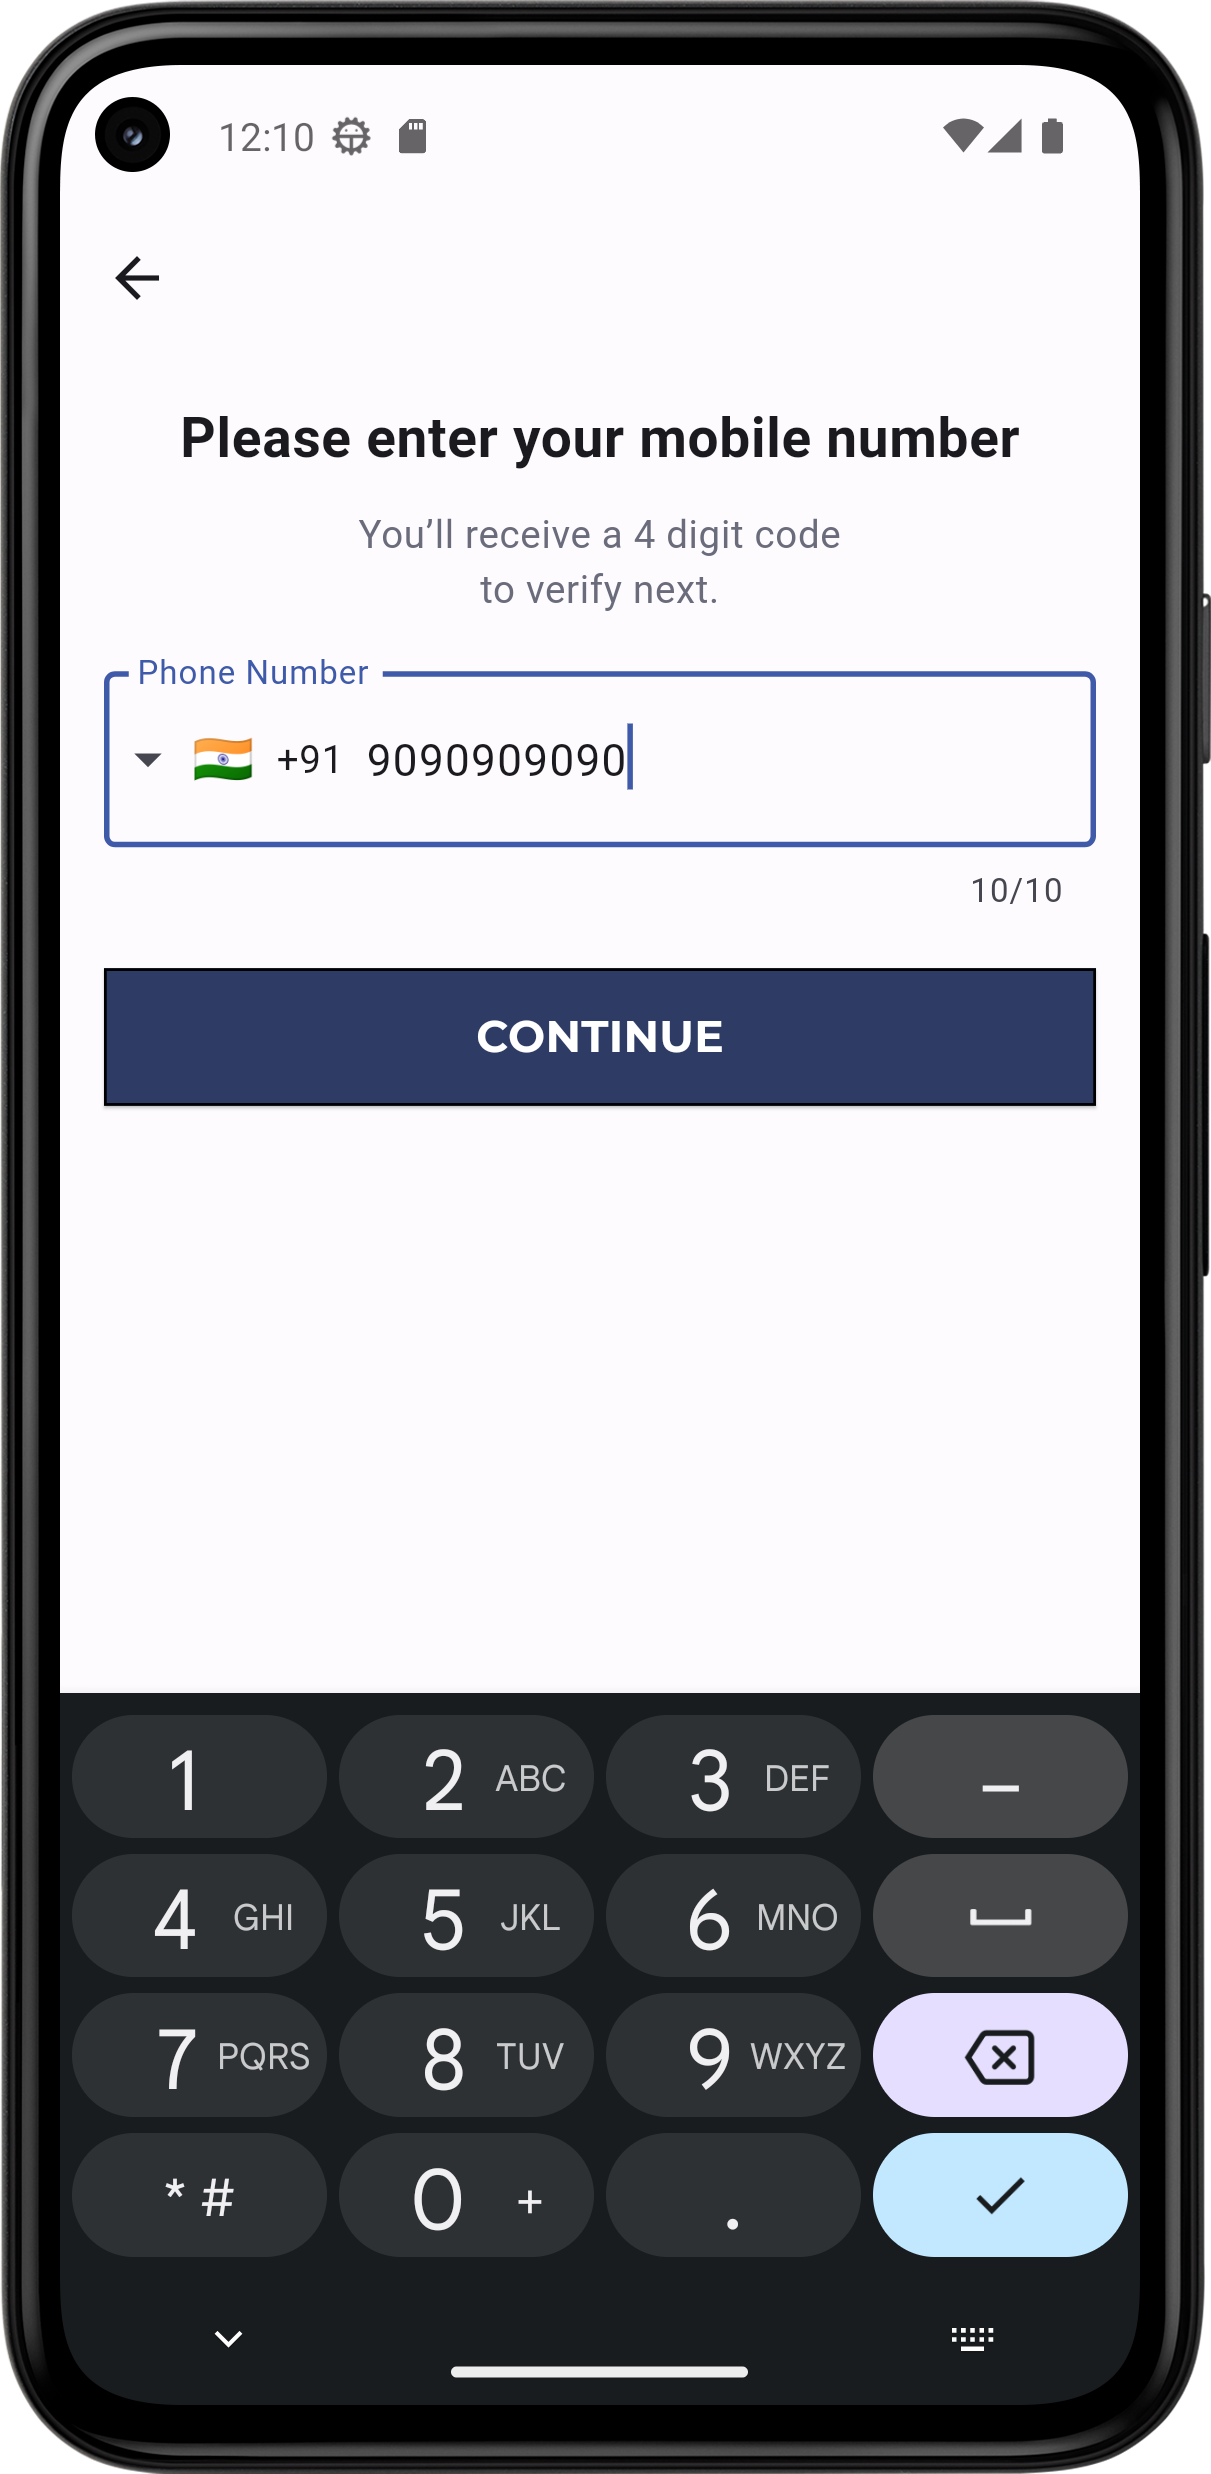 12:10
Please enter your mobile number
You’ll receive a 4 digit code
to verify next.
Phone Number
+91 9090909090
10/10
CONTINUE
1 2 ABC 3 DEF –
4 GHI 5 JKL 6 MNO
7 PQRS 8 TUV 9 WXYZ
* # 0 + .